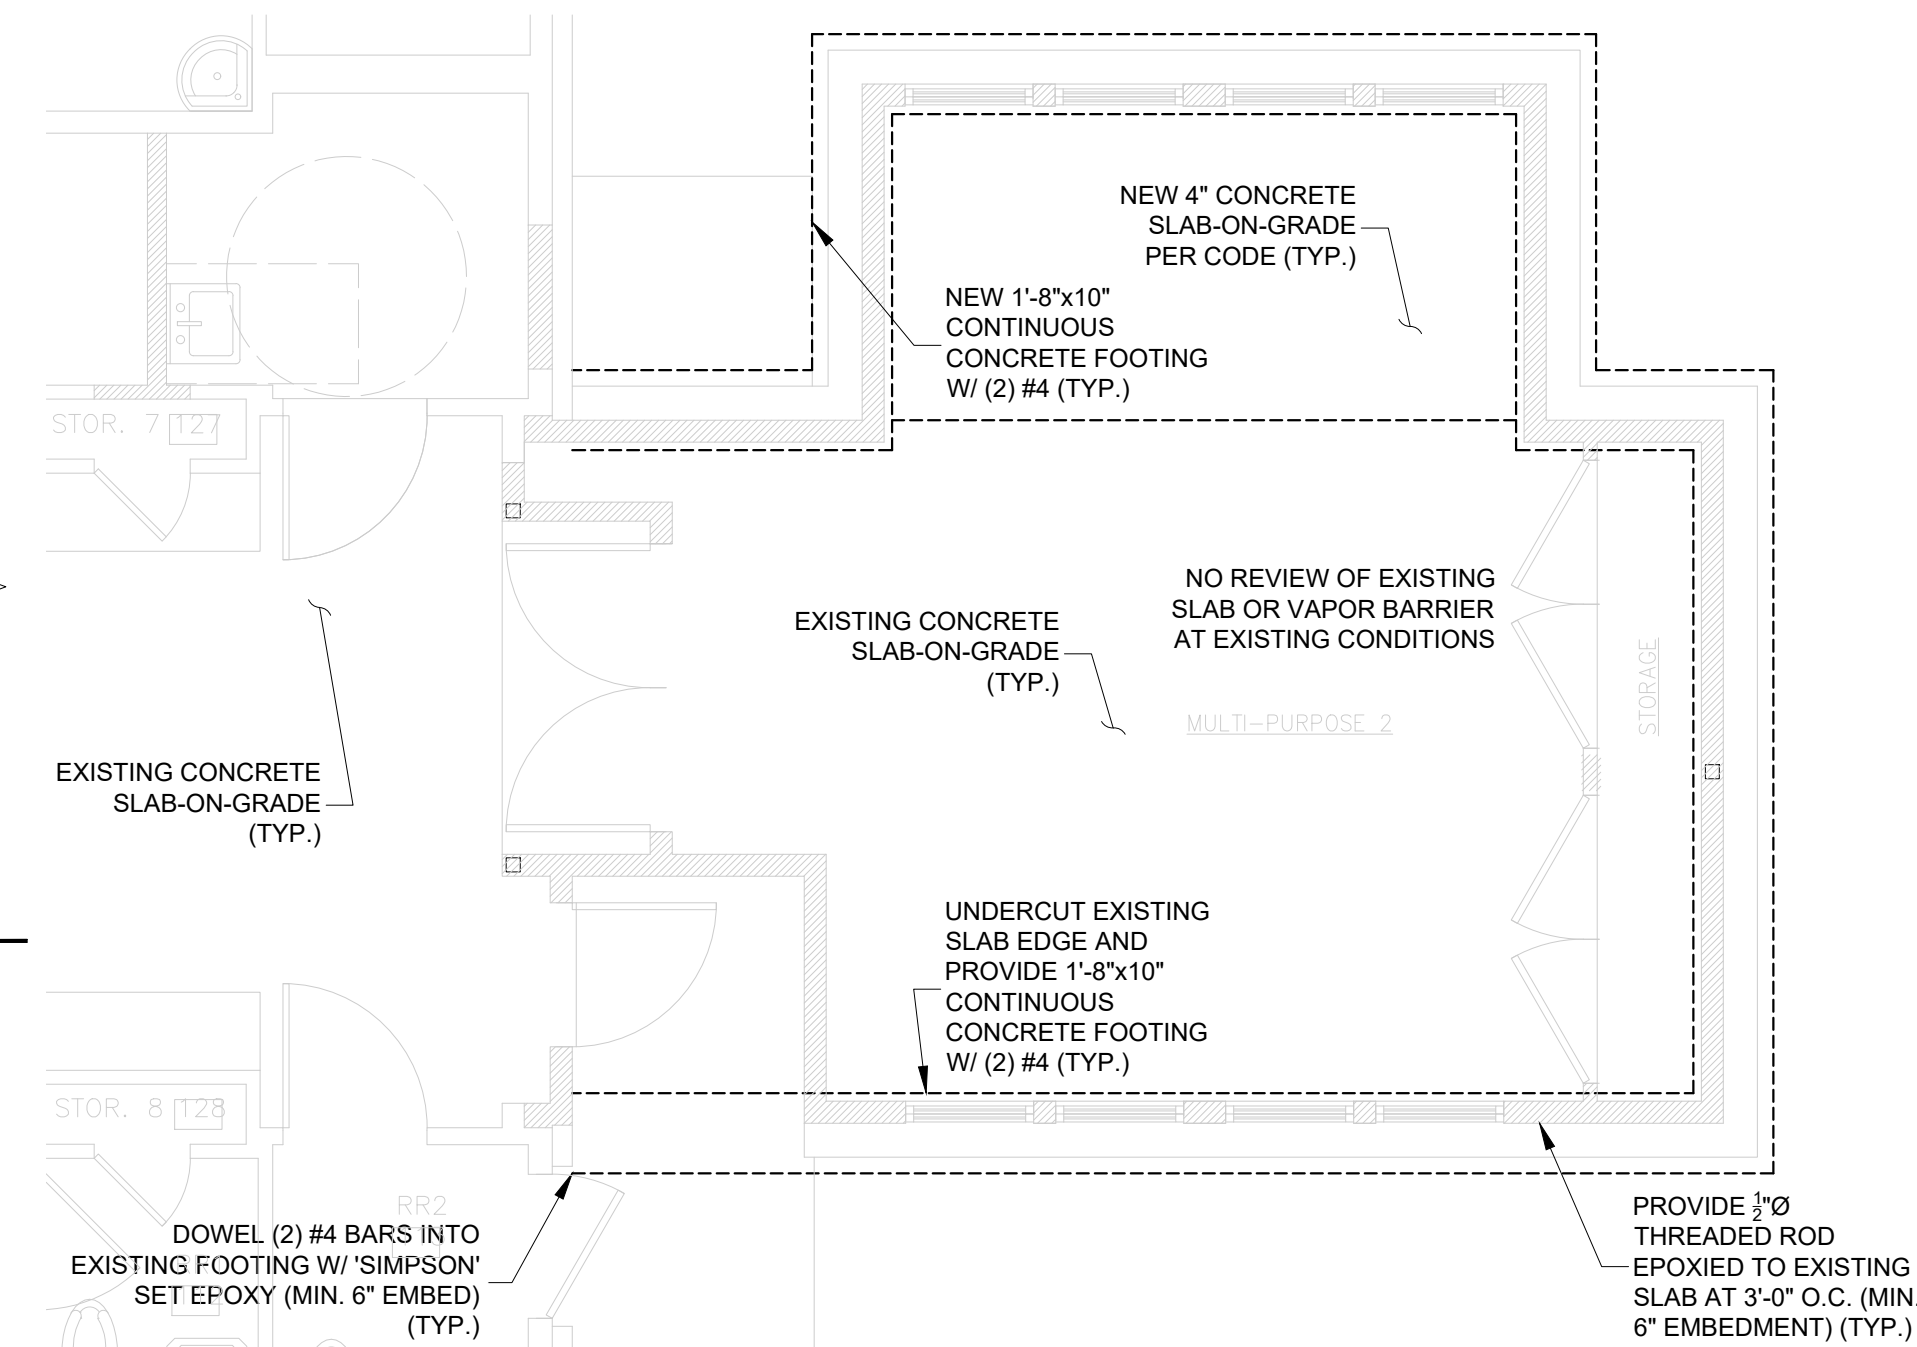 NEW 4" CONCRETE
SLAB-ON-GRADE
PER CODE (TYP.)
NEW 1'-8"x10"
CONTINUOUS
CONCRETE FOOTING
W/ (2) #4 (TYP.)
STOR. 7 127
NO REVIEW OF EXISTING
SLAB OR VAPOR BARRIER
AT EXISTING CONDITIONS
EXISTING CONCRETE
SLAB-ON-GRADE
(TYP.)
STORAGE
MULTI-PURPOSE 2
EXISTING CONCRETE
SLAB-ON-GRADE
(TYP.)
UNDERCUT EXISTING
SLAB EDGE AND
PROVIDE 1'-8"x10"
CONTINUOUS
CONCRETE FOOTING
W/ (2) #4 (TYP.)
STOR. 8 128
RR2
DOWEL (2) #4 BARS INTO
EXISTING FOOTING W/ 'SIMPSON'
SET EPOXY (MIN. 6" EMBED)
(TYP.)
RR1
PROVIDE 1/2"Ø
THREADED ROD
EPOXIED TO EXISTING
SLAB AT 3'-0" O.C. (MIN.
6" EMBEDMENT) (TYP.)